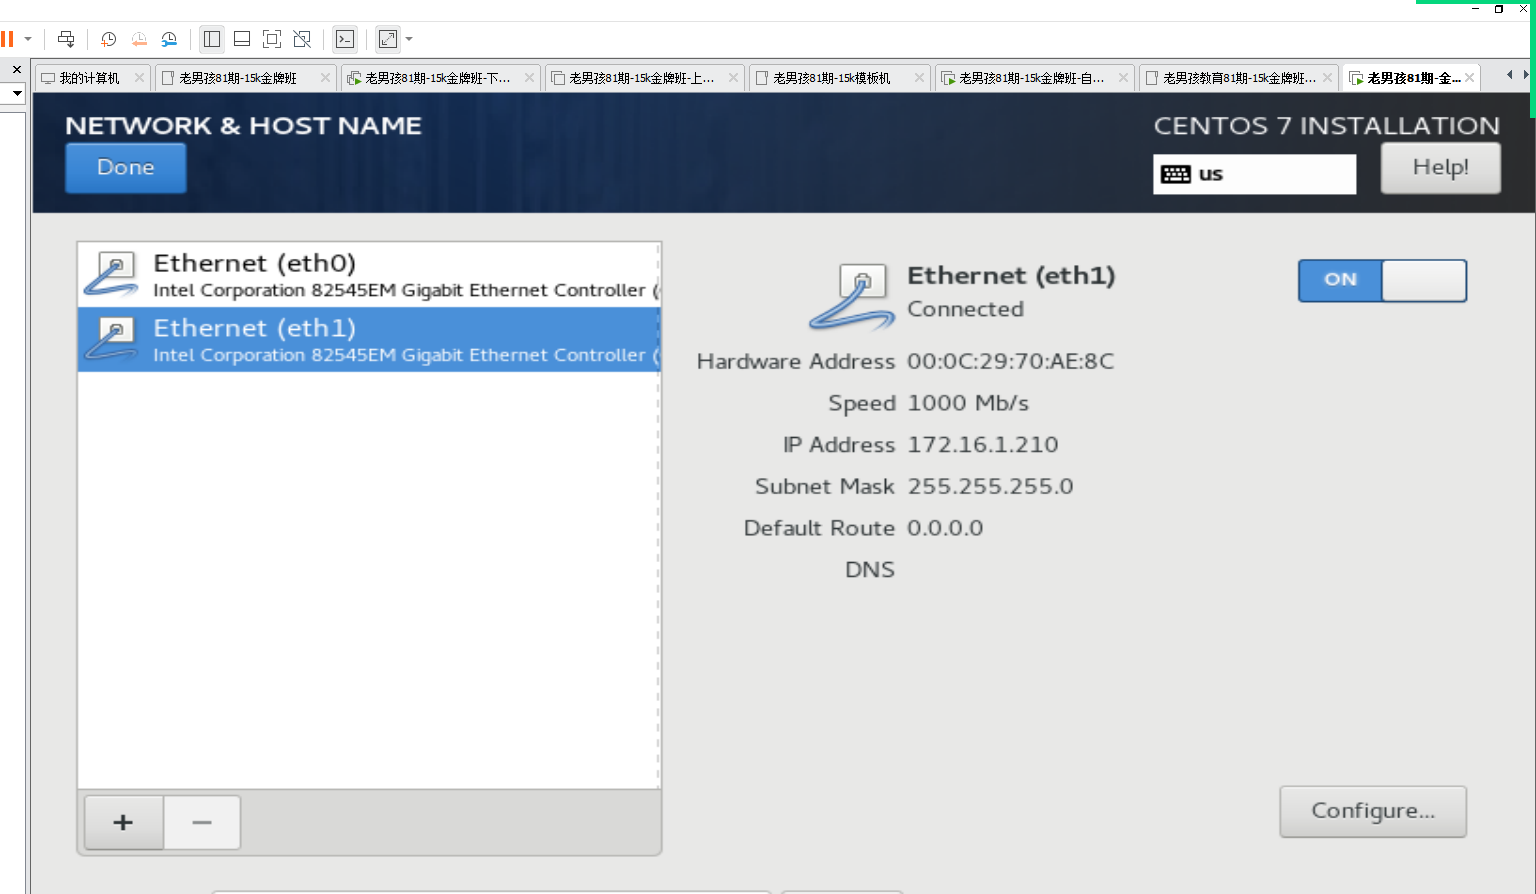 我的计算机
老男孩81期-15k金牌班
老男孩81期-15k金牌班-下...
老男孩81期-15k金牌班-上...
老男孩81期-15k模板机
老男孩81期-15k金牌班-自...
老男孩教育81期-15k金牌班...
老男孩81期-金...
NETWORK & HOST NAME
CENTOS 7 INSTALLATION
Done
us
Help!
Ethernet (eth0)
Intel Corporation 82545EM Gigabit Ethernet Controller (
Ethernet (eth1)
Intel Corporation 82545EM Gigabit Ethernet Controller (
Ethernet (eth1)
Connected
ON
Hardware Address 00:0C:29:70:AE:8C
Speed 1000 Mb/s
IP Address 172.16.1.210
Subnet Mask 255.255.255.0
Default Route 0.0.0.0
DNS
+
−
Configure...